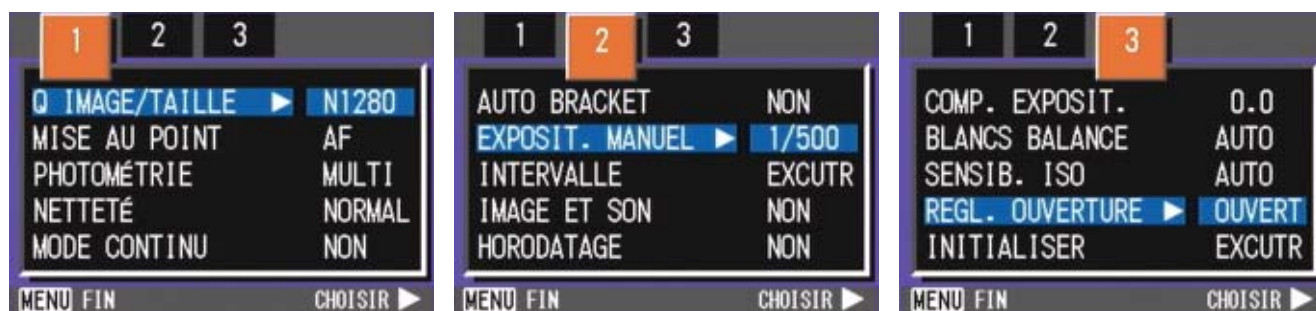 1 2 3
Q IMAGE/TAILLE ▶ N1280
MISE AU POINT AF
PHOTOMÉTRIE MULTI
NETTETÉ NORMAL
MODE CONTINU NON
MENU FIN CHOISIR ▶
1 2 3
AUTO BRACKET NON
EXPOSIT. MANUEL ▶ 1/500
INTERVALLE EXCUTR
IMAGE ET SON NON
HORODATAGE NON
MENU FIN CHOISIR ▶
1 2 3
COMP. EXPOSIT. 0.0
BLANCS BALANCE AUTO
SENSIB. ISO AUTO
REGL. OUVERTURE ▶ OUVERT
INITIALISER EXCUTR
MENU FIN CHOISIR ▶